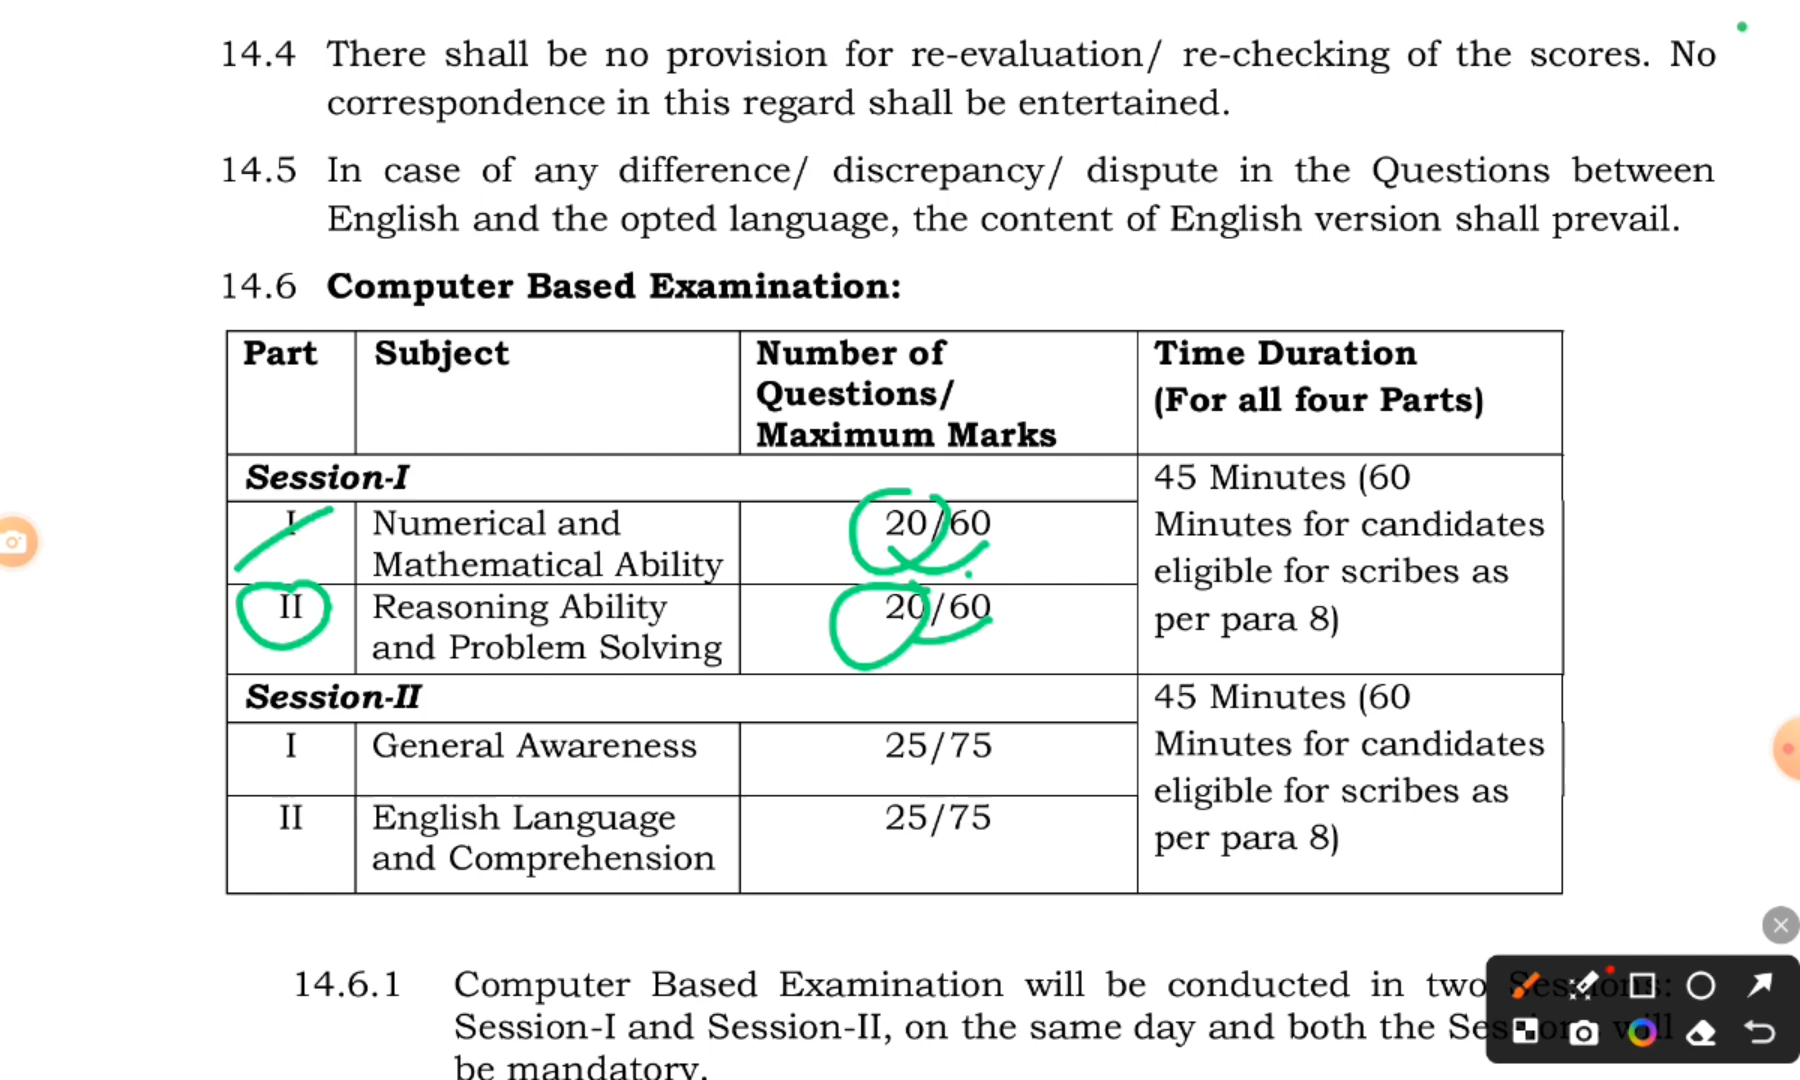 14.4 There shall be no provision for re-evaluation/ re-checking of the scores. No
correspondence in this regard shall be entertained.
14.5 In case of any difference/ discrepancy/ dispute in the Questions between
English and the opted language, the content of English version shall prevail.
14.6 Computer Based Examination:
Part Subject Number of Questions/ Maximum Marks Time Duration (For all four Parts)
Session-I
45 Minutes (60
Minutes for candidates
eligible for scribes as
per para 8)
I Numerical and
Mathematical Ability
20/60
II Reasoning Ability
and Problem Solving
20/60
Session-II
45 Minutes (60
Minutes for candidates
eligible for scribes as
per para 8)
I General Awareness 25/75
II English Language
and Comprehension
25/75
14.6.1 Computer Based Examination will be conducted in two Sessions:
Session-I and Session-II, on the same day and both the Sessions will
be mandatory.